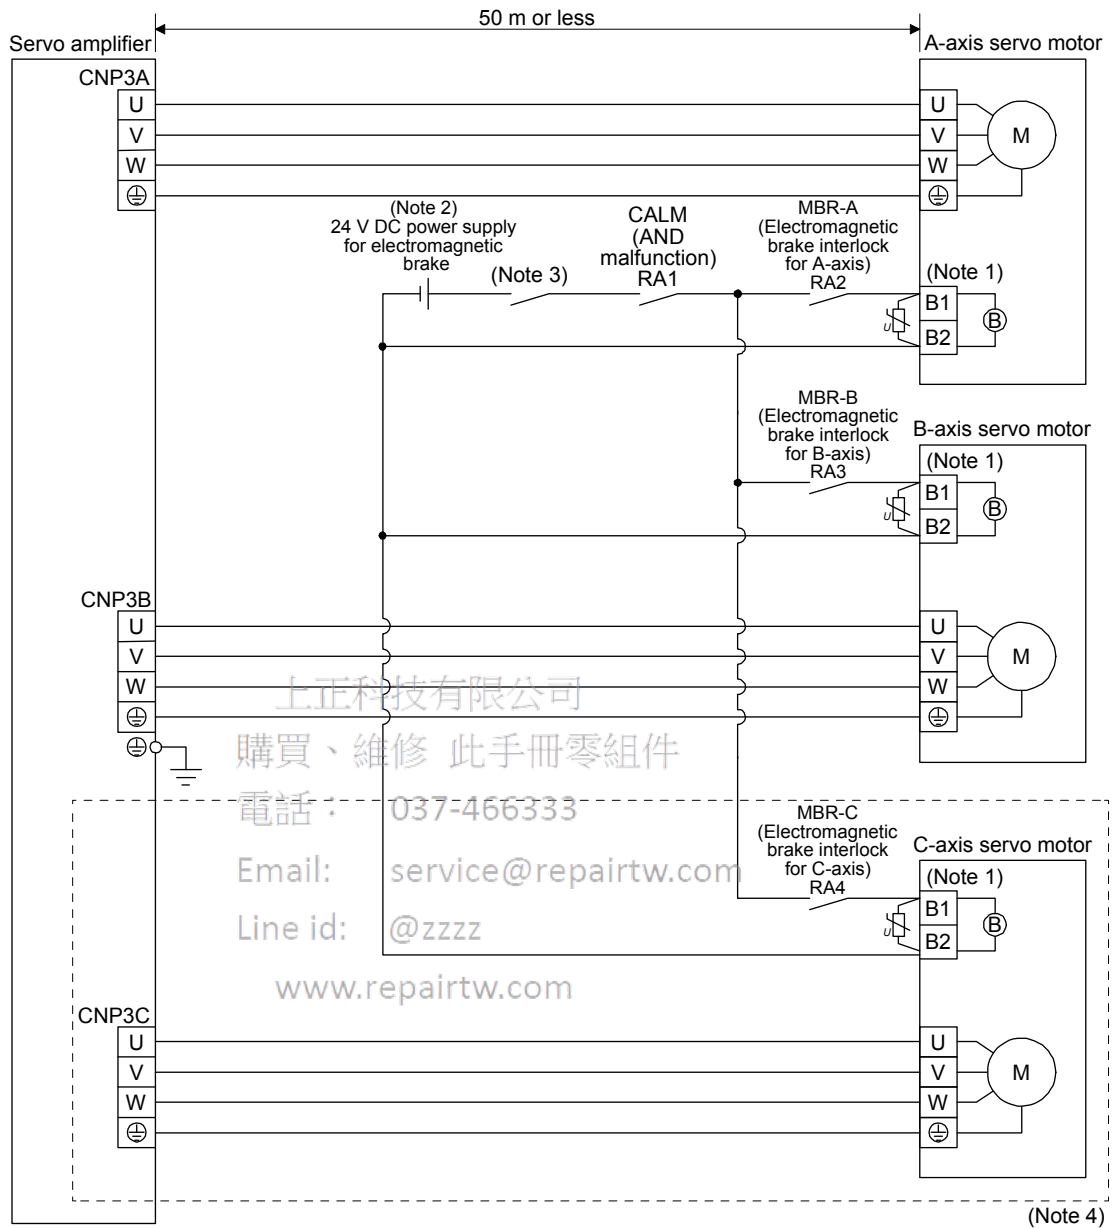 50 m or less
Servo amplifier
A-axis servo motor
CNP3A
U
V
W
U
V
W
M
(Note 2)
24 V DC power supply
for electromagnetic
brake
(Note 3)
CALM
(AND
malfunction)
RA1
MBR-A
(Electromagnetic
brake interlock
for A-axis)
RA2
(Note 1)
U
B1
B2
B
MBR-B
(Electromagnetic
brake interlock
for B-axis)
RA3
B-axis servo motor
(Note 1)
U
B1
B2
B
CNP3B
U
V
W
U
V
W
M
上正科技有限公司
購買、維修 此手冊零組件
電話: 037-466333
Email: service@repairtw.com
Line id: @zzzz
www.repairtw.com
MBR-C
(Electromagnetic
brake interlock
for C-axis)
RA4
C-axis servo motor
(Note 1)
U
B1
B2
B
CNP3C
U
V
W
U
V
W
M
(Note 4)